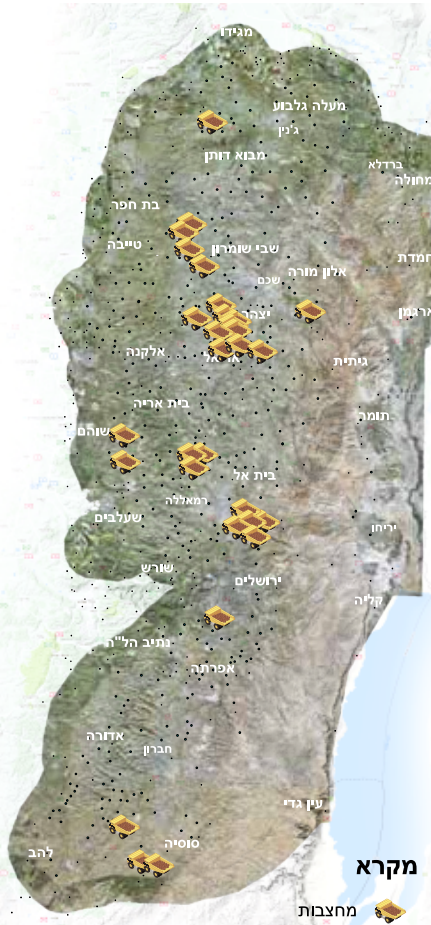 מגידו
מעלה גלבוע
ג'נין
מבוא דותן
ברדלא
מחולה
בת חפר
טייבה
שבי שומרון
חמדת
אלון מורה
שכם
ארגמן
יצהר
אלקנה
גיתית
בית אריה
תומר
שוהם
בית אל
רמאללה
שעלבים
יריחו
שורש
ירושלים
קליה
נתיב הל"ה
אפרתה
אדורה
חברון
עין גדי
סוסיה
להב
מקרא
מחצבות